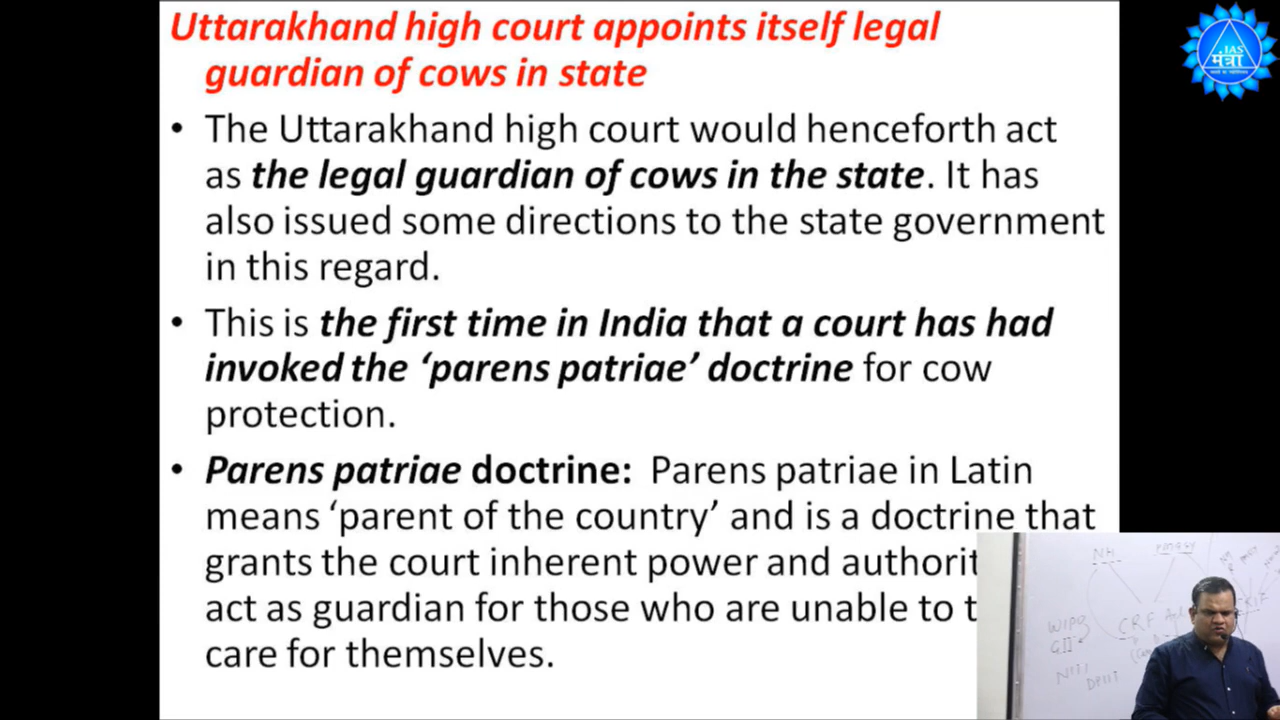 Uttarakhand high court appoints itself legal
guardian of cows in state
• The Uttarakhand high court would henceforth act
as the legal guardian of cows in the state. It has
also issued some directions to the state government
in this regard.
• This is the first time in India that a court has had
invoked the ‘parens patriae’ doctrine for cow
protection.
• Parens patriae doctrine: Parens patriae in Latin
means ‘parent of the country’ and is a doctrine that
grants the court inherent power and authorit
act as guardian for those who are unable to t
care for themselves.
IAS
मंत्रा
WIPO
CRF